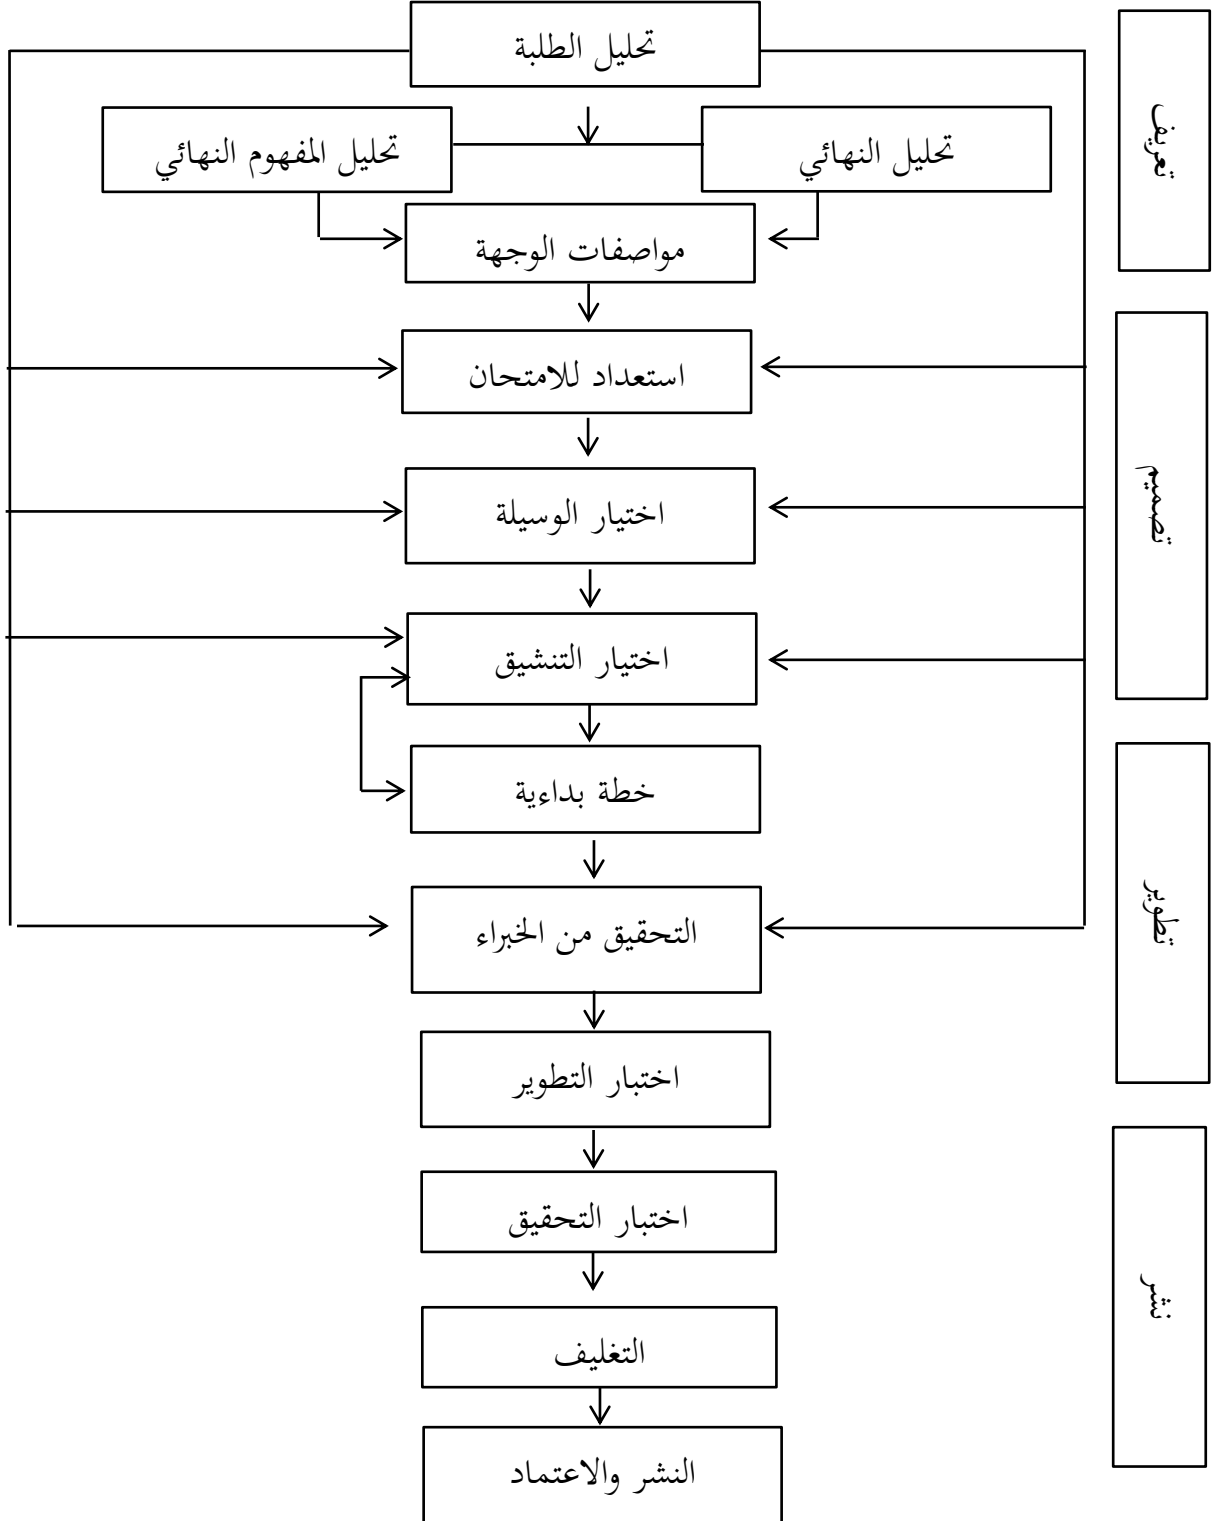 تحليل الطلبة
تعريف
تحليل النهائي
تحليل المفهوم النهائي
مواصفات الوجهة
استعداد للامتحان
تصميم
اختيار الوسيلة
اختيار التنشيق
خطة بداءية
تطوير
التحقيق من الخبراء
اختبار التطوير
اختبار التحقيق
نشر
التغليف
النشر والاعتماد